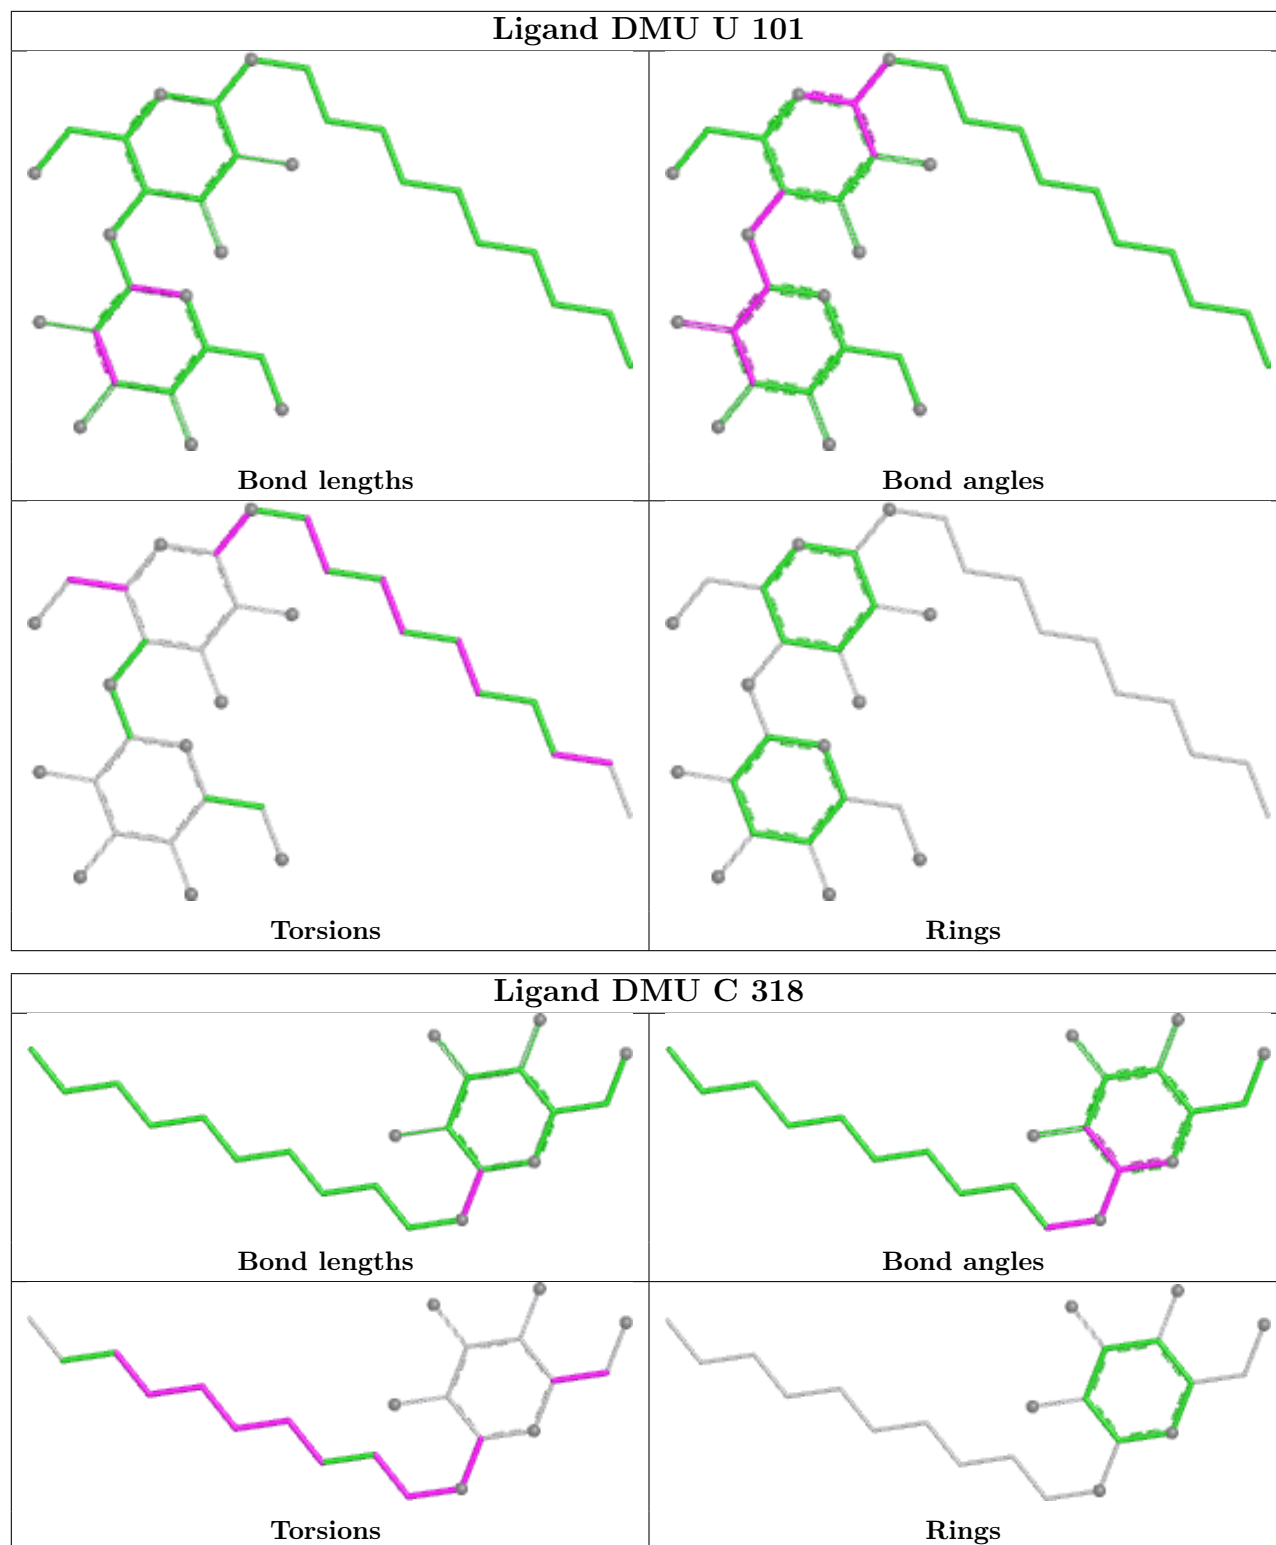 Ligand DMU U 101
Bond lengths
Bond angles
Torsions
Rings
Ligand DMU C 318
Bond lengths
Bond angles
Torsions
Rings